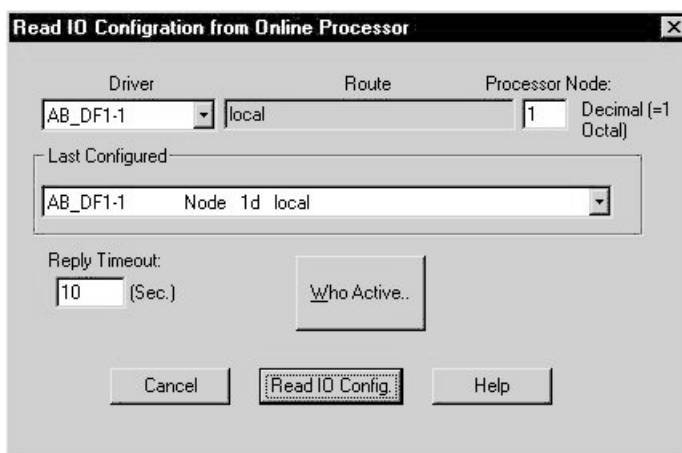 Read IO Configration from Online Processor
Driver Route Processor Node:
AB_DF1-1 local 1 Decimal (=1
Octal)
Last Configured
AB_DF1-1 Node 1d local
Reply Timeout:
10 (Sec.) Who Active..
Cancel Read IO Config. Help